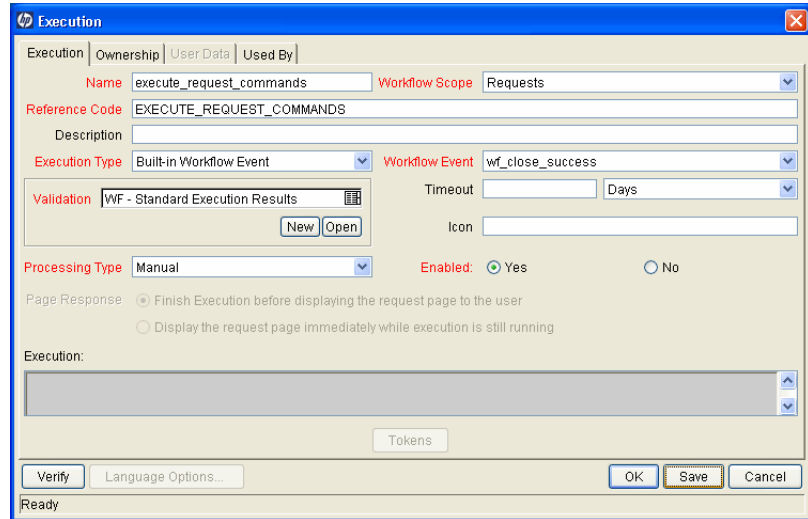 hp Execution
Execution Ownership User Data Used By
Name execute_request_commands Workflow Scope Requests
Reference Code EXECUTE_REQUEST_COMMANDS
Description
Execution Type Built-in Workflow Event Workflow Event wf_close_success
Validation WF - Standard Execution Results Timeout Days
New Open Icon
Processing Type Manual Enabled: Yes No
Page Response Finish Execution before displaying the request page to the user
Display the request page immediately while execution is still running
Execution:
Tokens
Verify Language Options... OK Save Cancel
Ready